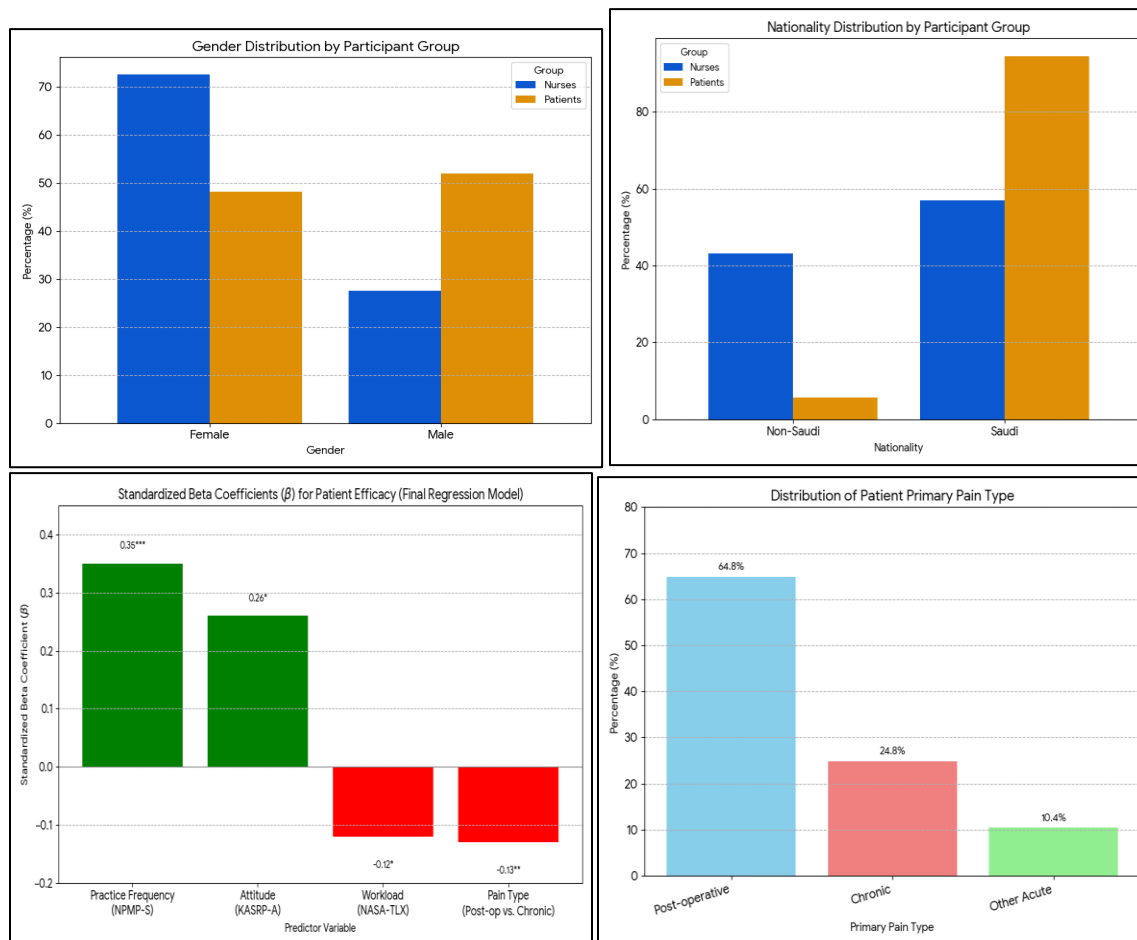 Gender Distribution by Participant Group
Group
Nurses
Patients
Percentage (%)
70
60
50
40
30
20
10
0
Female
Male
Gender
Nationality Distribution by Participant Group
Group
Nurses
Patients
Percentage (%)
80
60
40
20
0
Non-Saudi
Saudi
Nationality
Standardized Beta Coefficients (β) for Patient Efficacy (Final Regression Model)
Standardized Beta Coefficient (β)
0.4
0.3
0.2
0.1
0.0
−0.1
−0.2
0.35***
0.26*
-0.12*
-0.13**
Practice Frequency
(NPMP-S)
Attitude
(KASRP-A)
Workload
(NASA-TLX)
Pain Type
(Post-op vs. Chronic)
Predictor Variable
Distribution of Patient Primary Pain Type
Percentage (%)
80
70
60
50
40
30
20
10
0
64.8%
24.8%
10.4%
Post-operative
Chronic
Other Acute
Primary Pain Type